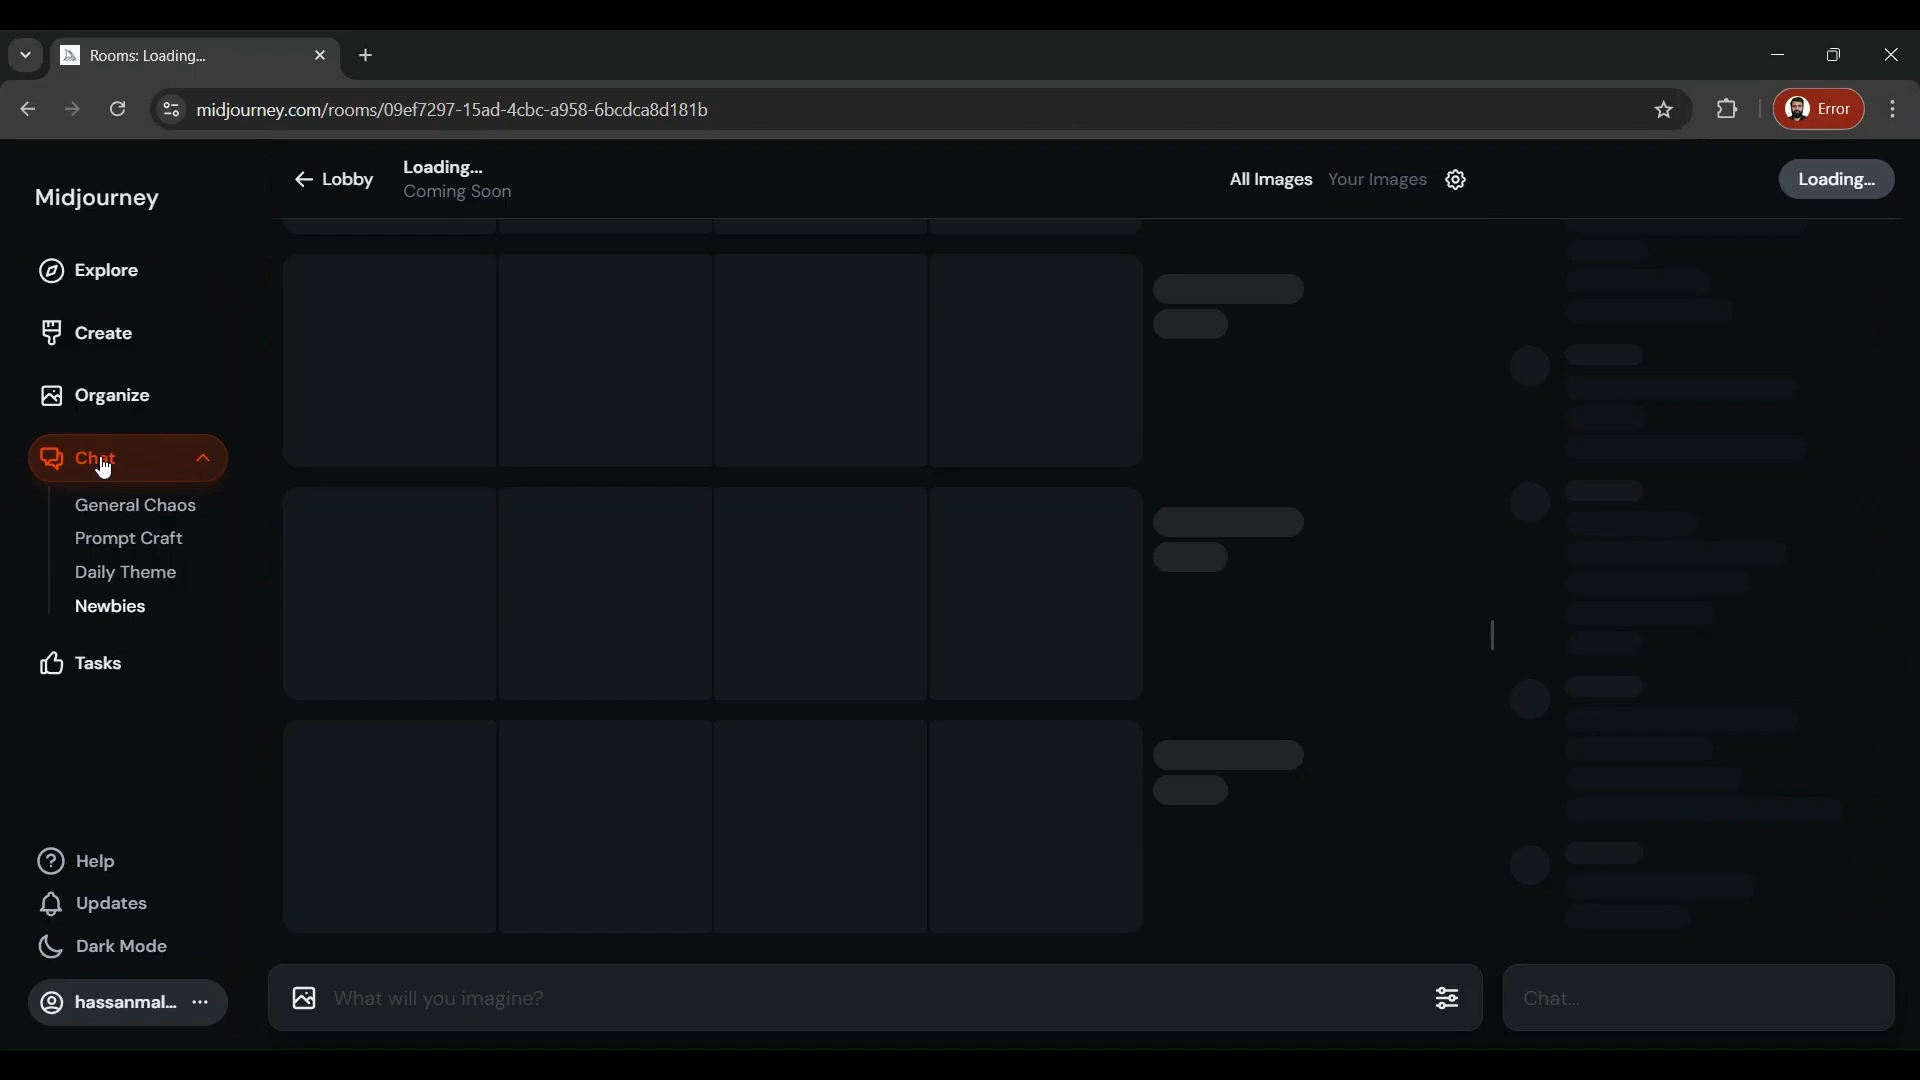 Rooms: Loading...
midjourney.com/rooms/09ef7297-15ad-4cbc-a958-6bcdca8d181b
Error
Midjourney
Explore
Create
Organize
Chat
General Chaos
Prompt Craft
Daily Theme
Newbies
Tasks
Help
Updates
Dark Mode
hassanmal... ···
Lobby
Loading...
Coming Soon
All Images Your Images
Loading...
What will you imagine?
Chat...